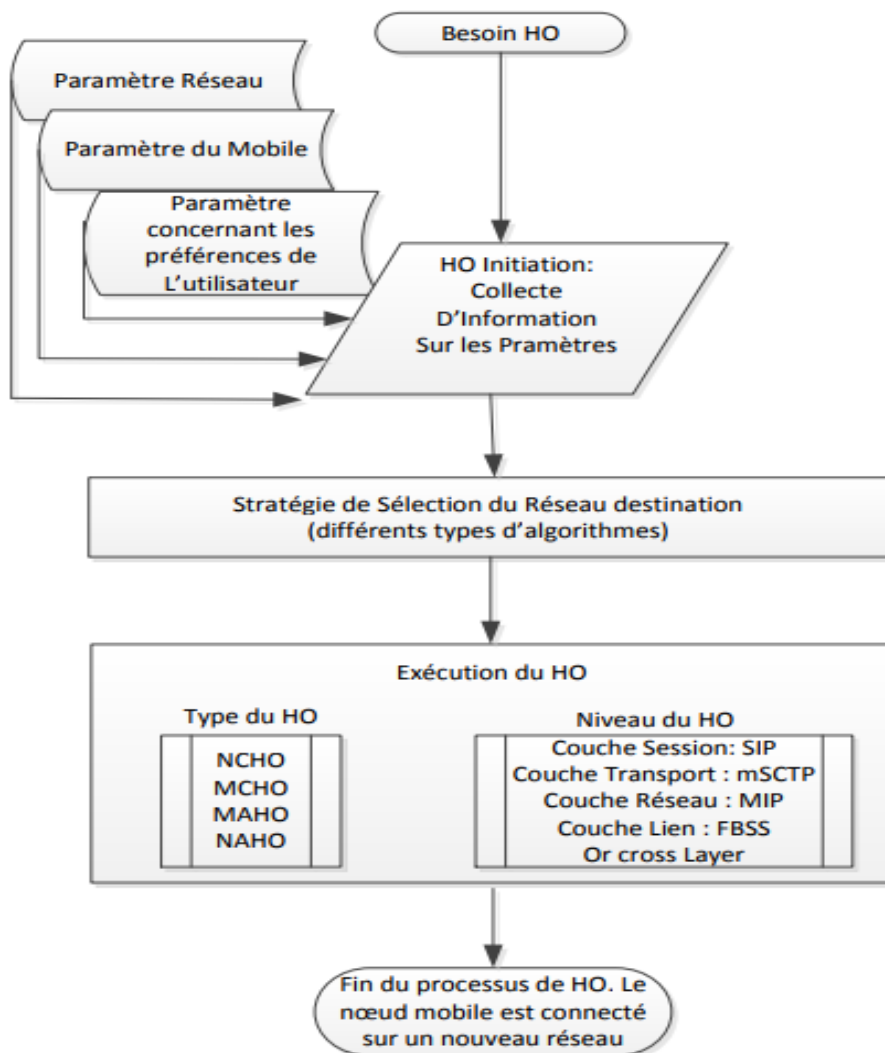 Besoin HO
Paramètre Réseau
Paramètre du Mobile
Paramètre
concernant les
préférences de
L'utilisateur
HO Initiation:
Collecte
D'Information
Sur les Pramètres
Stratégie de Sélection du Réseau destination
(différents types d'algorithmes)
Exécution du HO
Type du HO
NCHO
MCHO
MAHO
NAHO
Niveau du HO
Couche Session: SIP
Couche Transport : mSCTP
Couche Réseau : MIP
Couche Lien : FBSS
Or cross Layer
Fin du processus de HO. Le
nœud mobile est connecté
sur un nouveau réseau